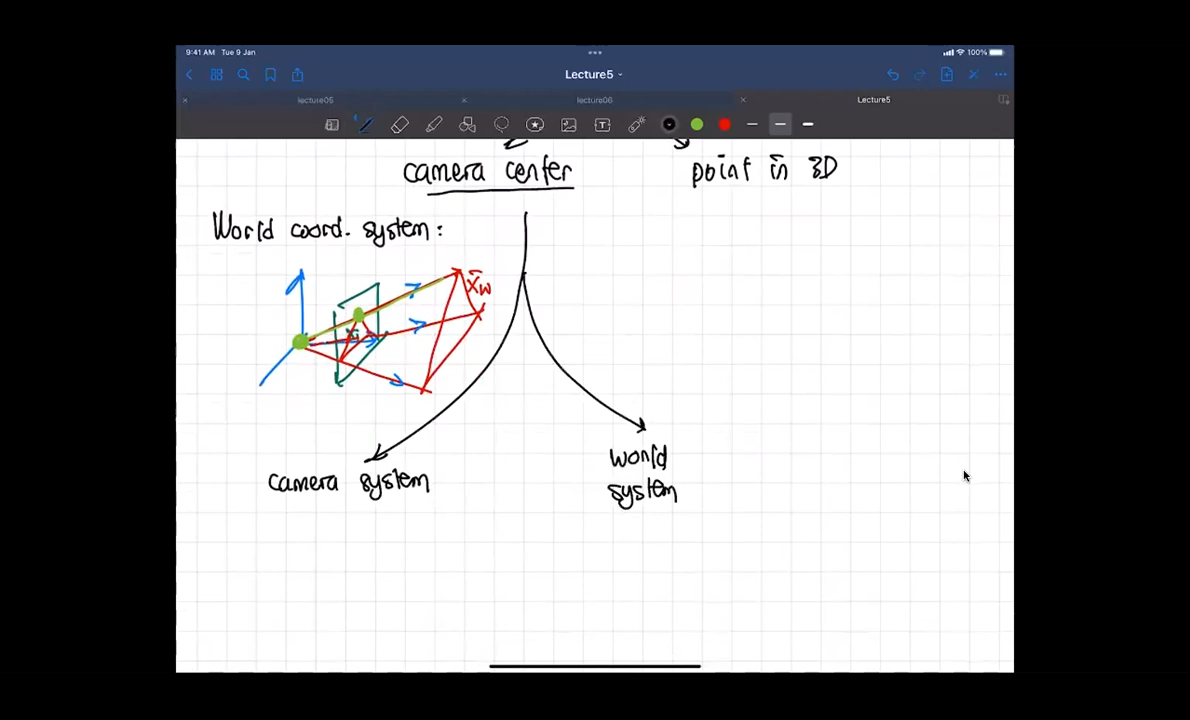 9:41 AM Tue 9 Jan
100%
Lecture5
lecture05
lecture06
Lecture5
camera center
point in 3D
World coord. system:
X̄w
camera system
world
system